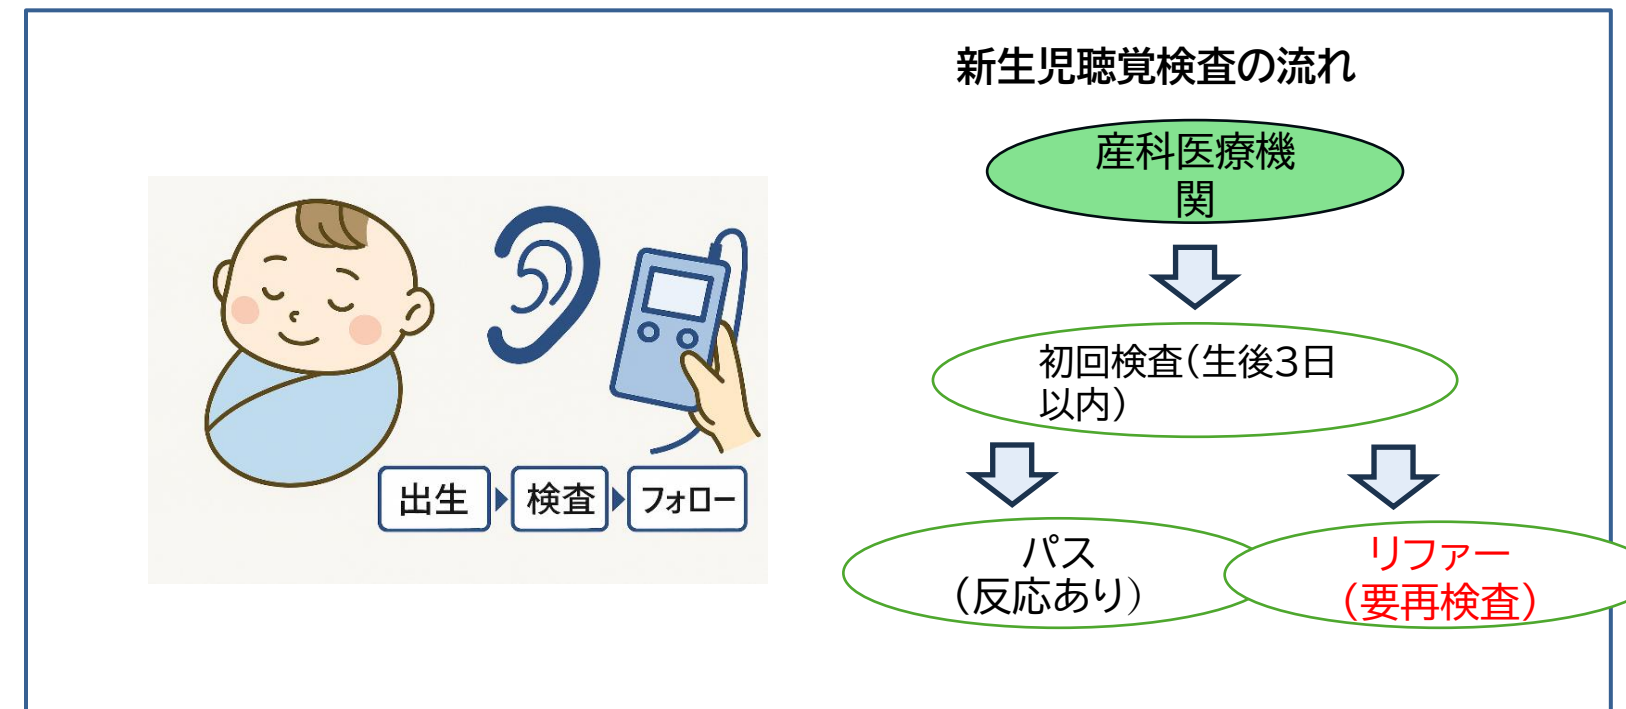 新生児聴覚検査の流れ
産科医療機
関
初回検査(生後3日
以内)
パス
(反応あり)
リファー
(要再検査)
出生
検査
フォロー